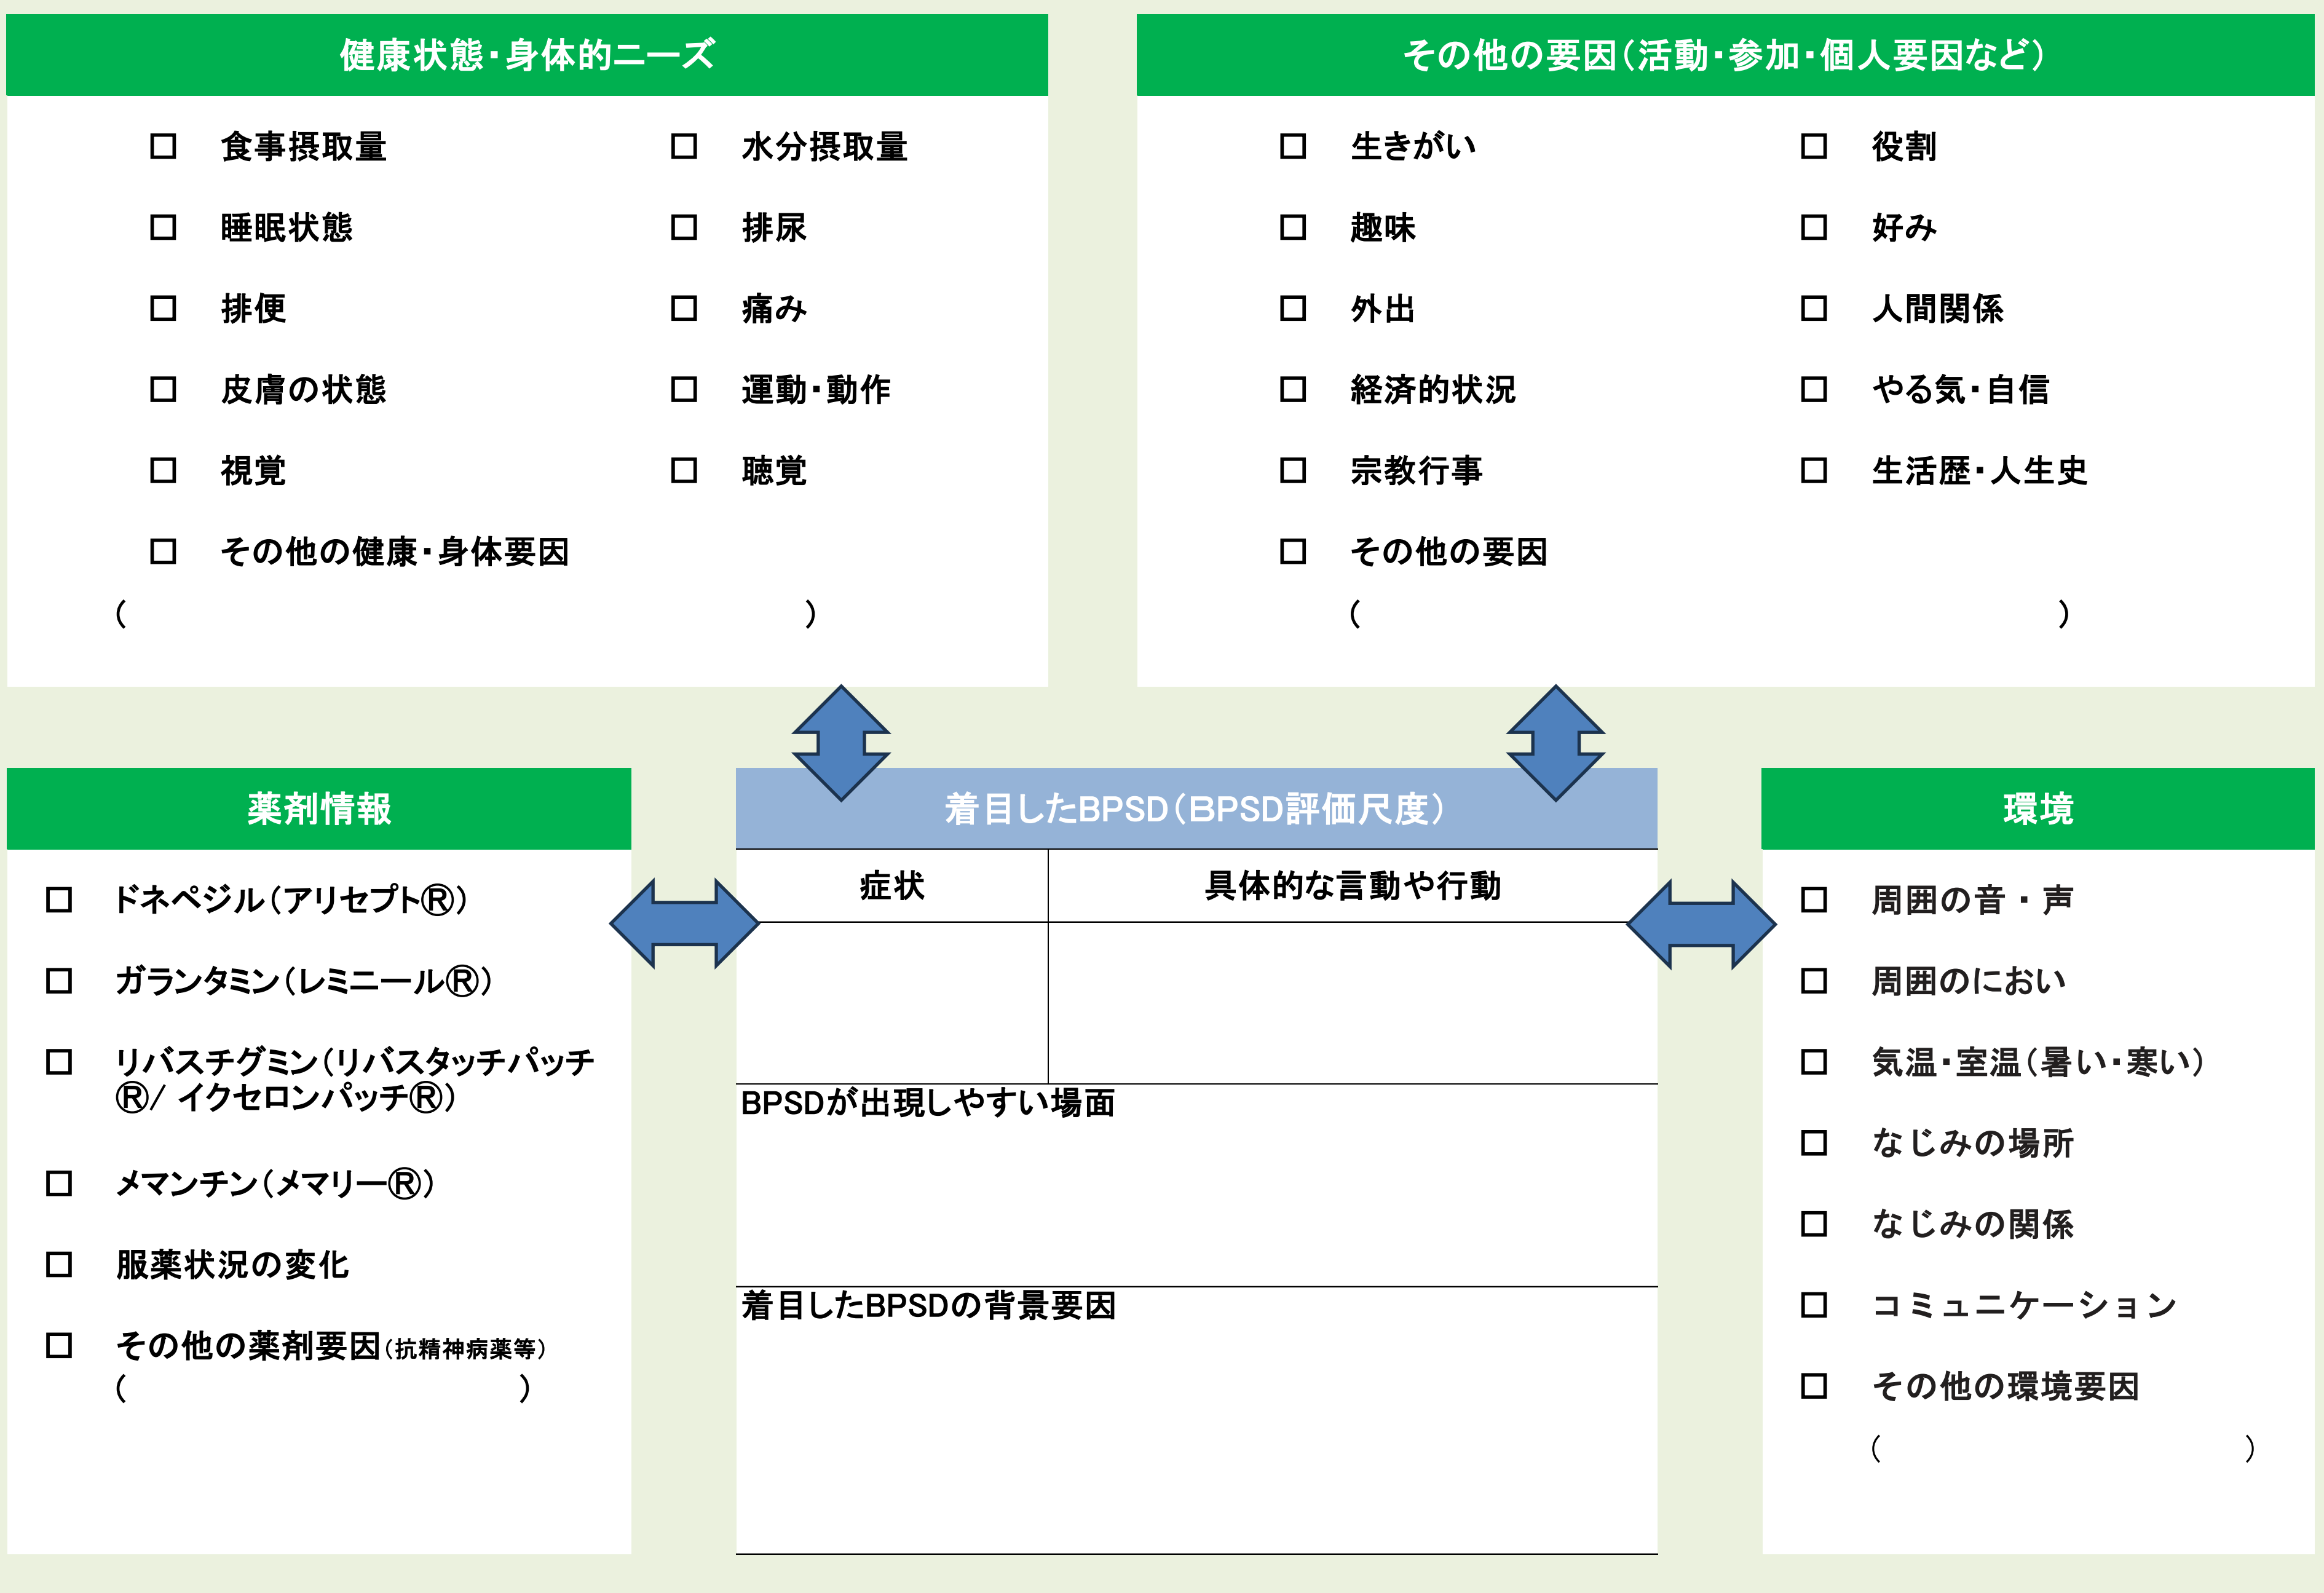 健康状態・身体的ニーズ
□ 食事摂取量 □ 水分摂取量
□ 睡眠状態 □ 排尿
□ 排便 □ 痛み
□ 皮膚の状態 □ 運動・動作
□ 視覚 □ 聴覚
□ その他の健康・身体要因
（ ）
その他の要因（活動・参加・個人要因など）
□ 生きがい □ 役割
□ 趣味 □ 好み
□ 外出 □ 人間関係
□ 経済的状況 □ やる気・自信
□ 宗教行事 □ 生活歴・人生史
□ その他の要因
（ ）
薬剤情報
□ ドネペジル（アリセプト®）
□ ガランタミン（レミニール®）
□ リバスチグミン（リバスタッチパッチ
®/ イクセロンパッチ®）
□ メマンチン（メマリー®）
□ 服薬状況の変化
□ その他の薬剤要因（抗精神病薬等）
（ ）
着目したBPSD（BPSD評価尺度）
症状 具体的な言動や行動
BPSDが出現しやすい場面
着目したBPSDの背景要因
環境
□ 周囲の音・声
□ 周囲のにおい
□ 気温・室温（暑い・寒い）
□ なじみの場所
□ なじみの関係
□ コミュニケーション
□ その他の環境要因
（ ）